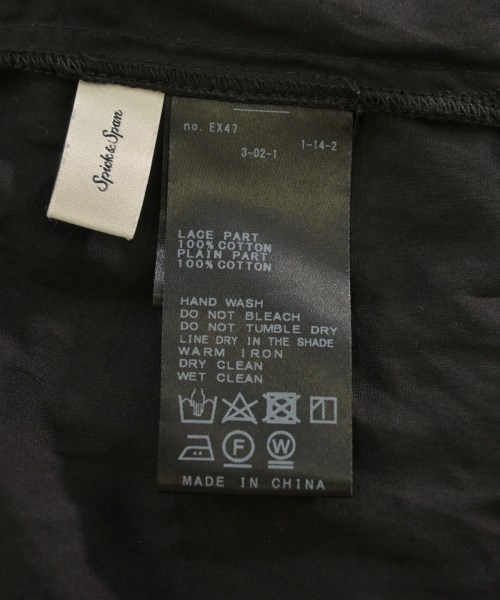 Spick&Span
no. EX47
3-02-1
1-14-2
LACE PART
100%COTTON
PLAIN PART
100%COTTON
HAND WASH
DO NOT BLEACH
DO NOT TUMBLE DRY
LINE DRY IN THE SHADE
WARM IRON
DRY CLEAN
WET CLEAN
F W
MADE IN CHINA